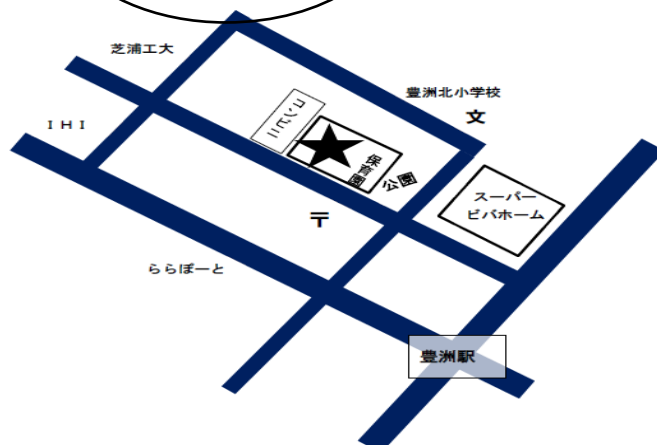 芝浦工大
豊洲北小学校
文
コンビニ
ＩＨＩ
保育園
公園
スーパー
ビバホーム
〒
ららぽーと
豊洲駅